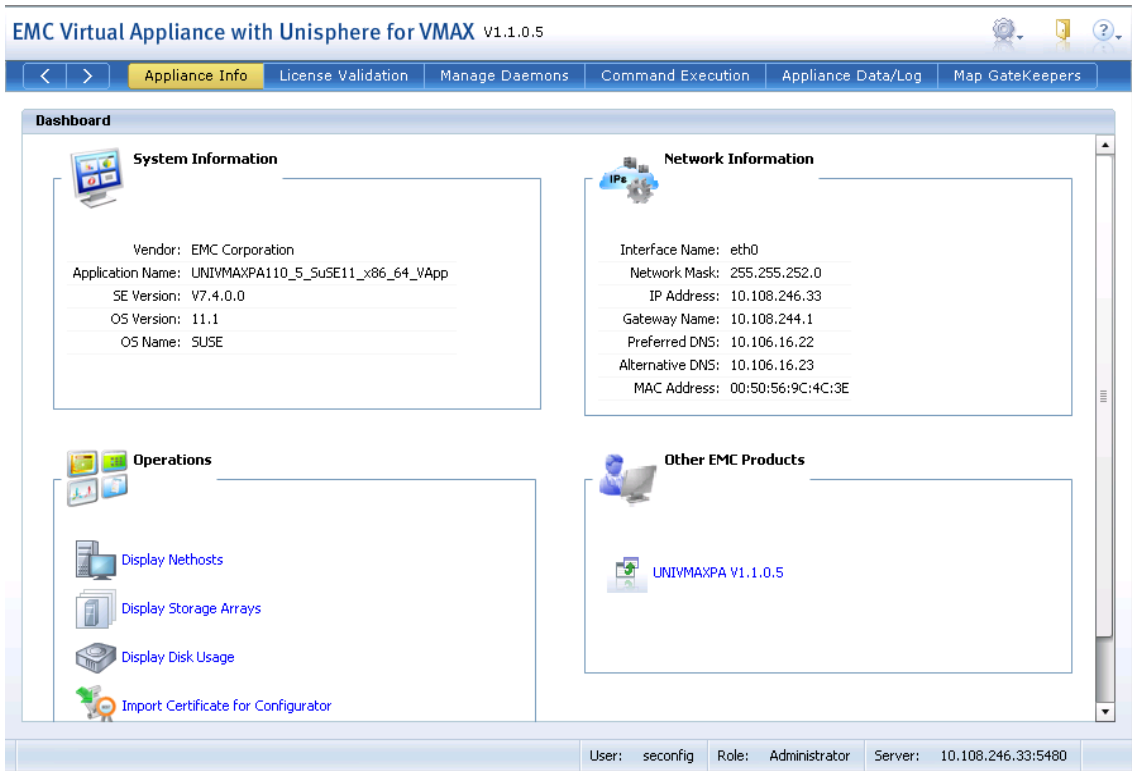 EMC Virtual Appliance with Unisphere for VMAX V1.1.0.5
?
Appliance Info License Validation Manage Daemons Command Execution Appliance Data/Log Map GateKeepers
Dashboard
System Information
Vendor: EMC Corporation
Application Name: UNIVMAXPA110_5_SuSE11_x86_64_VApp
SE Version: V7.4.0.0
OS Version: 11.1
OS Name: SUSE
IPs
Network Information
Interface Name: eth0
Network Mask: 255.255.252.0
IP Address: 10.108.246.33
Gateway Name: 10.108.244.1
Preferred DNS: 10.106.16.22
Alternative DNS: 10.106.16.23
MAC Address: 00:50:56:9C:4C:3E
Operations
Display Nethosts
Display Storage Arrays
Display Disk Usage
Import Certificate for Configurator
Other EMC Products
UNIVMAXPA V1.1.0.5
User: seconfig Role: Administrator Server: 10.108.246.33:5480